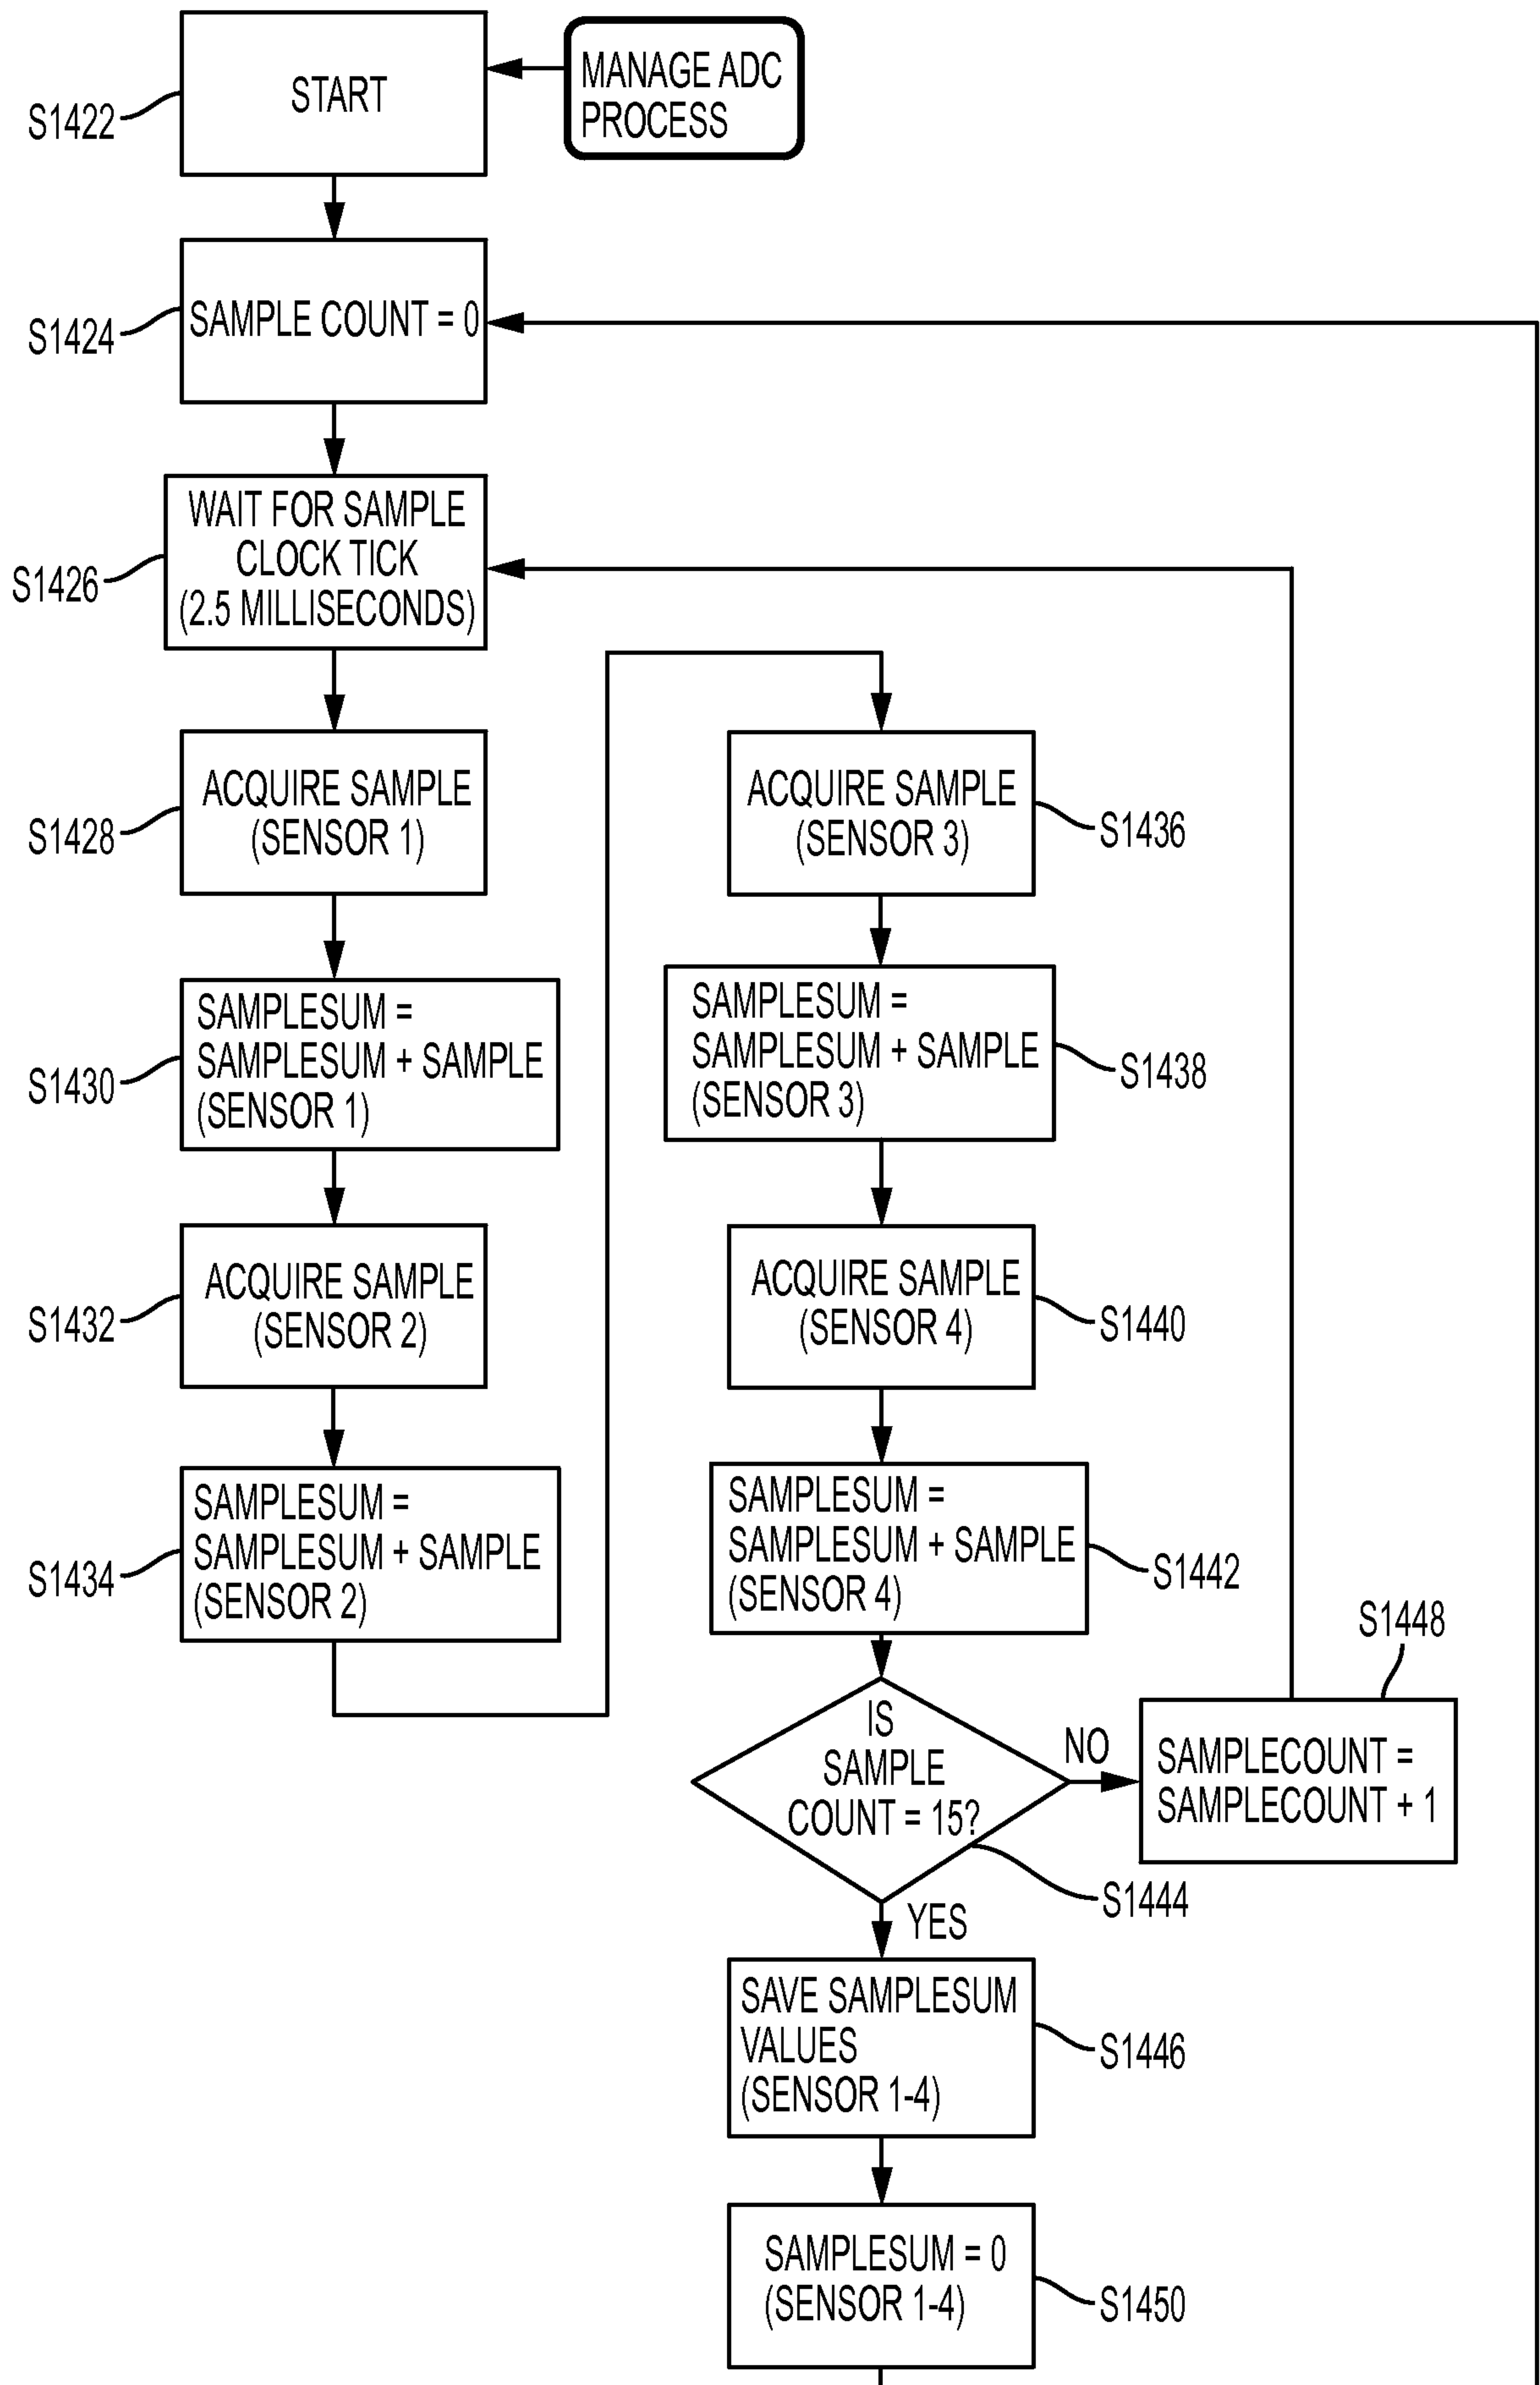 START
MANAGE ADC
PROCESS
S1422
SAMPLE COUNT = 0
S1424
WAIT FOR SAMPLE
CLOCK TICK
(2.5 MILLISECONDS)
S1426
ACQUIRE SAMPLE
(SENSOR 1)
S1428
SAMPLESUM =
SAMPLESUM + SAMPLE
(SENSOR 1)
S1430
ACQUIRE SAMPLE
(SENSOR 2)
S1432
SAMPLESUM =
SAMPLESUM + SAMPLE
(SENSOR 2)
S1434
ACQUIRE SAMPLE
(SENSOR 3)
S1436
SAMPLESUM =
SAMPLESUM + SAMPLE
(SENSOR 3)
S1438
ACQUIRE SAMPLE
(SENSOR 4)
S1440
SAMPLESUM =
SAMPLESUM + SAMPLE
(SENSOR 4)
S1442
IS
SAMPLE
COUNT = 15?
S1444
NO
SAMPLECOUNT =
SAMPLECOUNT + 1
S1448
YES
SAVE SAMPLESUM
VALUES
(SENSOR 1-4)
S1446
SAMPLESUM = 0
(SENSOR 1-4)
S1450